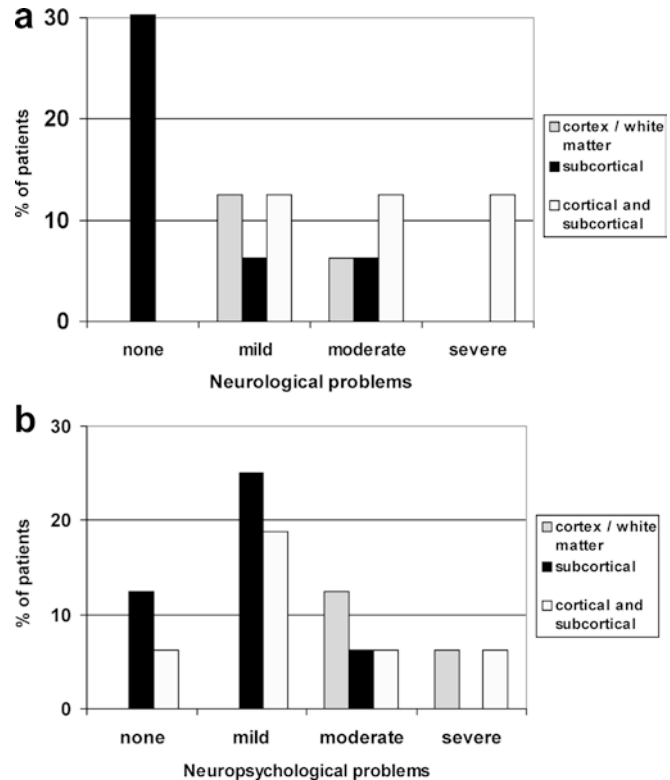 a
30
20
10
0
% of patients
none mild moderate severe
Neurological problems
cortex / white
matter
subcortical
cortical and
subcortical
b
30
20
10
0
% of patients
none mild moderate severe
Neuropsychological problems
cortex / white
matter
subcortical
cortical and
subcortical